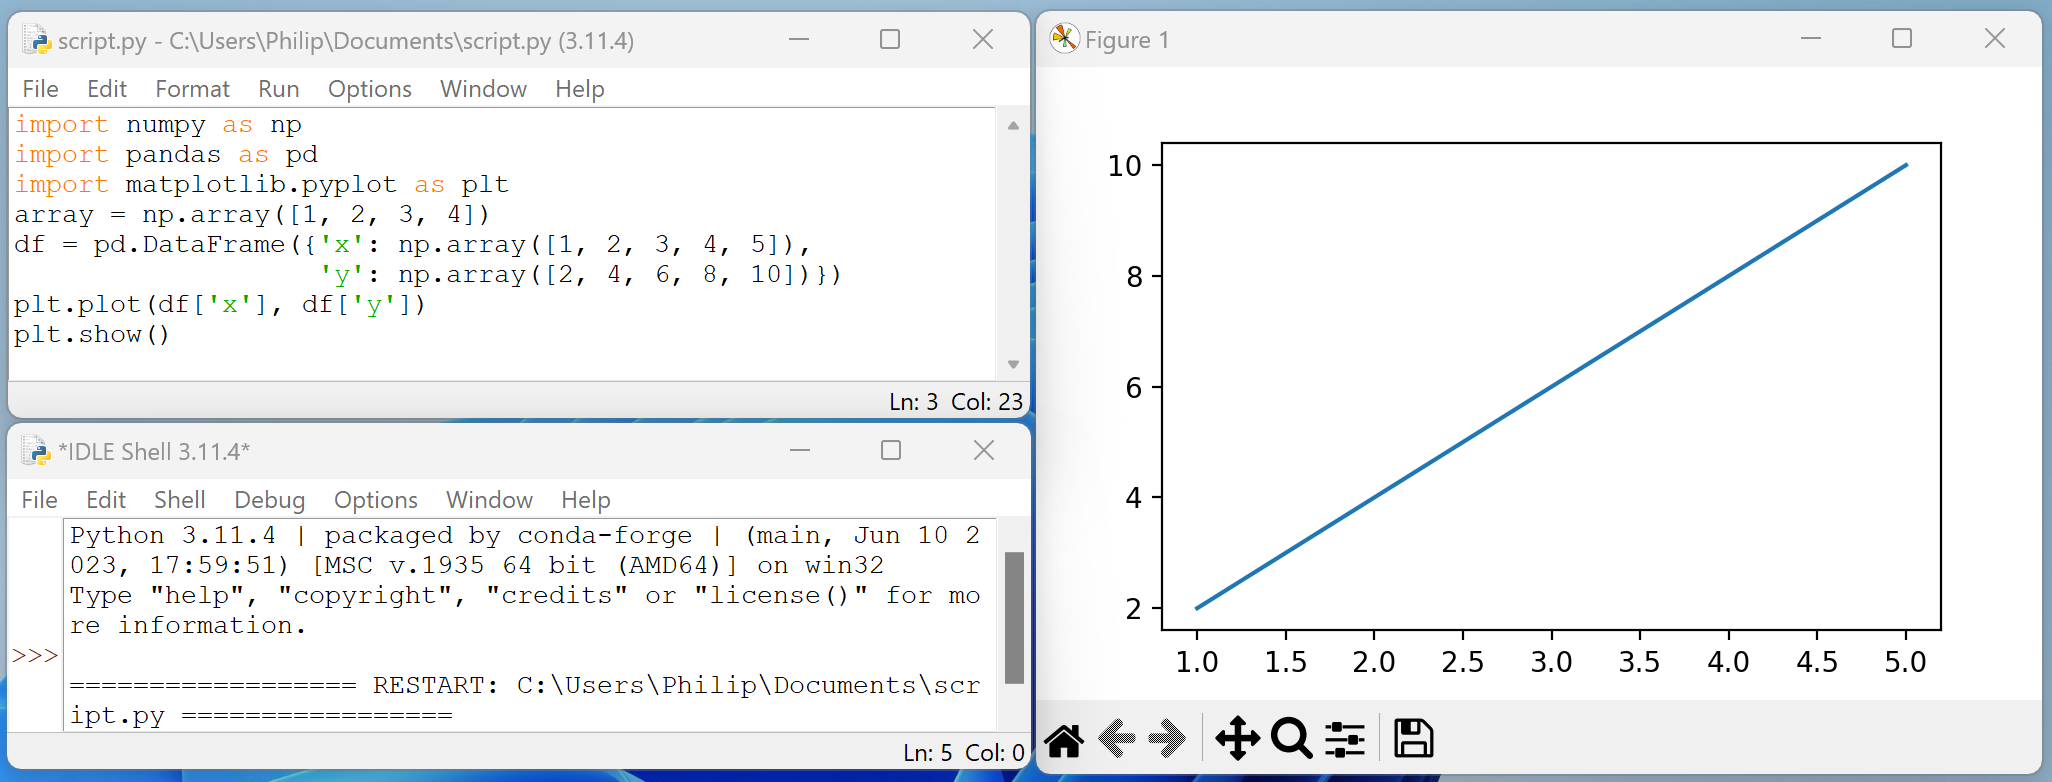 script.py - C:\Users\Philip\Documents\script.py (3.11.4)
File Edit Format Run Options Window Help
import numpy as np
import pandas as pd
import matplotlib.pyplot as plt
array = np.array([1, 2, 3, 4])
df = pd.DataFrame({'x': np.array([1, 2, 3, 4, 5]),
                   'y': np.array([2, 4, 6, 8, 10])})
plt.plot(df['x'], df['y'])
plt.show()
Ln: 3 Col: 23
*IDLE Shell 3.11.4*
File Edit Shell Debug Options Window Help
Python 3.11.4 | packaged by conda-forge | (main, Jun 10 2
023, 17:59:51) [MSC v.1935 64 bit (AMD64)] on win32
Type "help", "copyright", "credits" or "license()" for mo
re information.
>>>
================== RESTART: C:\Users\Philip\Documents\scr
ipt.py =================
Ln: 5 Col: 0
Figure 1
10
8
6
4
2
1.0 1.5 2.0 2.5 3.0 3.5 4.0 4.5 5.0